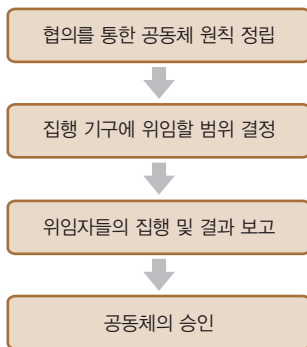 협의를 통한 공동체 원칙 정립
집행 기구에 위임할 범위 결정
위임자들의 집행 및 결과 보고
공동체의 승인